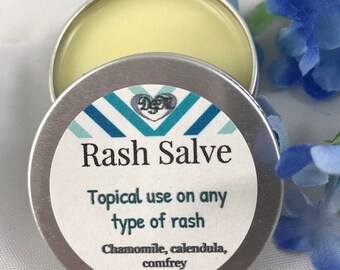 Rash Salve
Topical use on any
type of rash
Chamomile, calendula,
comfrey